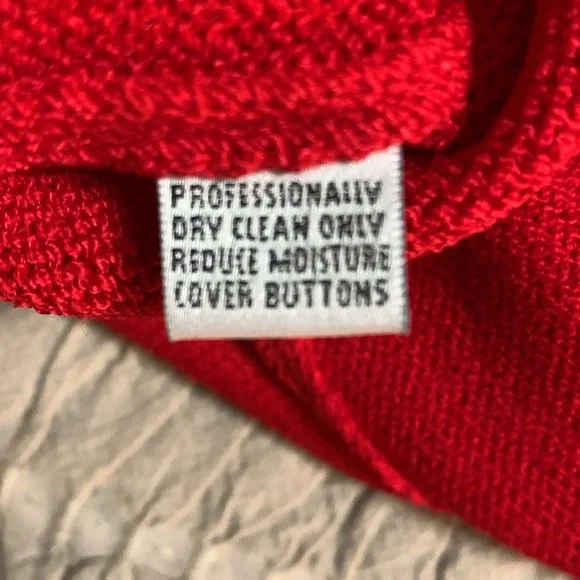 PROFESSIONALLY
DRY CLEAN ONLY
REDUCE MOISTURE
COVER BUTTONS